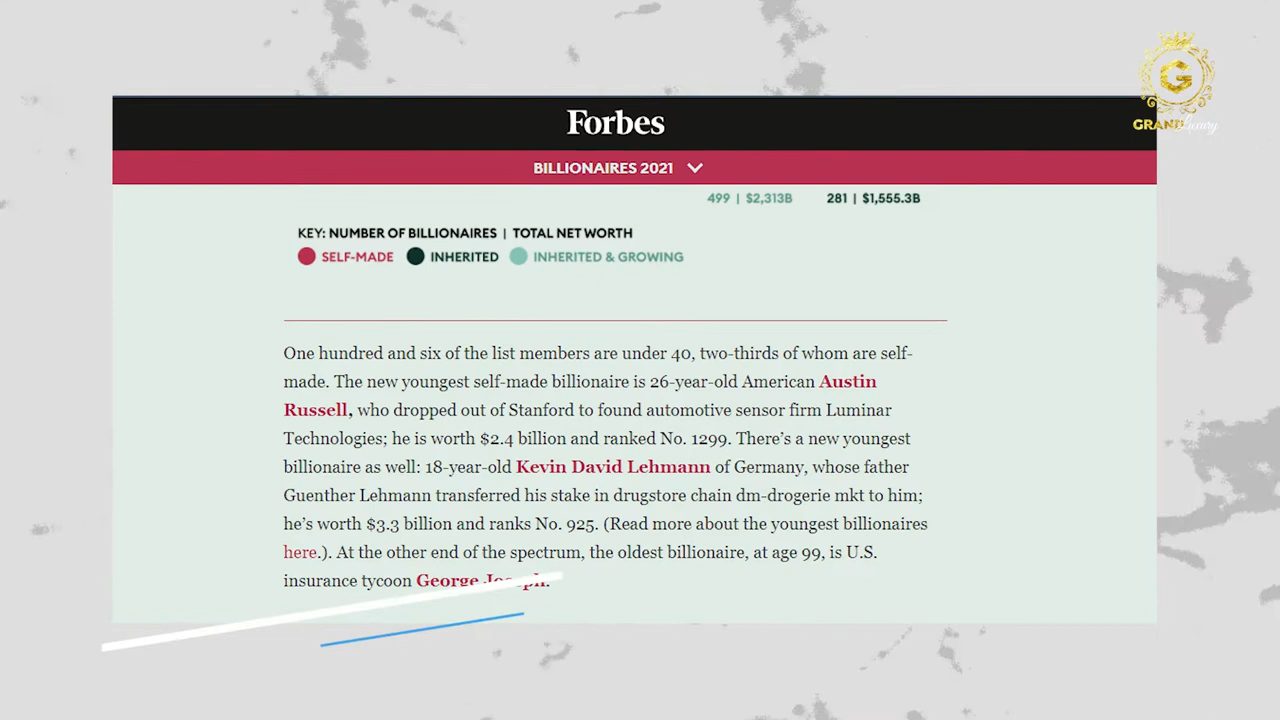 G
GRAND Luxury
Forbes
BILLIONAIRES 2021
499 | $2,313B 281 | $1,555.3B
KEY: NUMBER OF BILLIONAIRES | TOTAL NET WORTH
SELF-MADE INHERITED INHERITED & GROWING
One hundred and six of the list members are under 40, two-thirds of whom are self-
made. The new youngest self-made billionaire is 26-year-old American Austin
Russell, who dropped out of Stanford to found automotive sensor firm Luminar
Technologies; he is worth $2.4 billion and ranked No. 1299. There's a new youngest
billionaire as well: 18-year-old Kevin David Lehmann of Germany, whose father
Guenther Lehmann transferred his stake in drugstore chain dm-drogerie mkt to him;
he's worth $3.3 billion and ranks No. 925. (Read more about the youngest billionaires
here.). At the other end of the spectrum, the oldest billionaire, at age 99, is U.S.
insurance tycoon George Joseph.